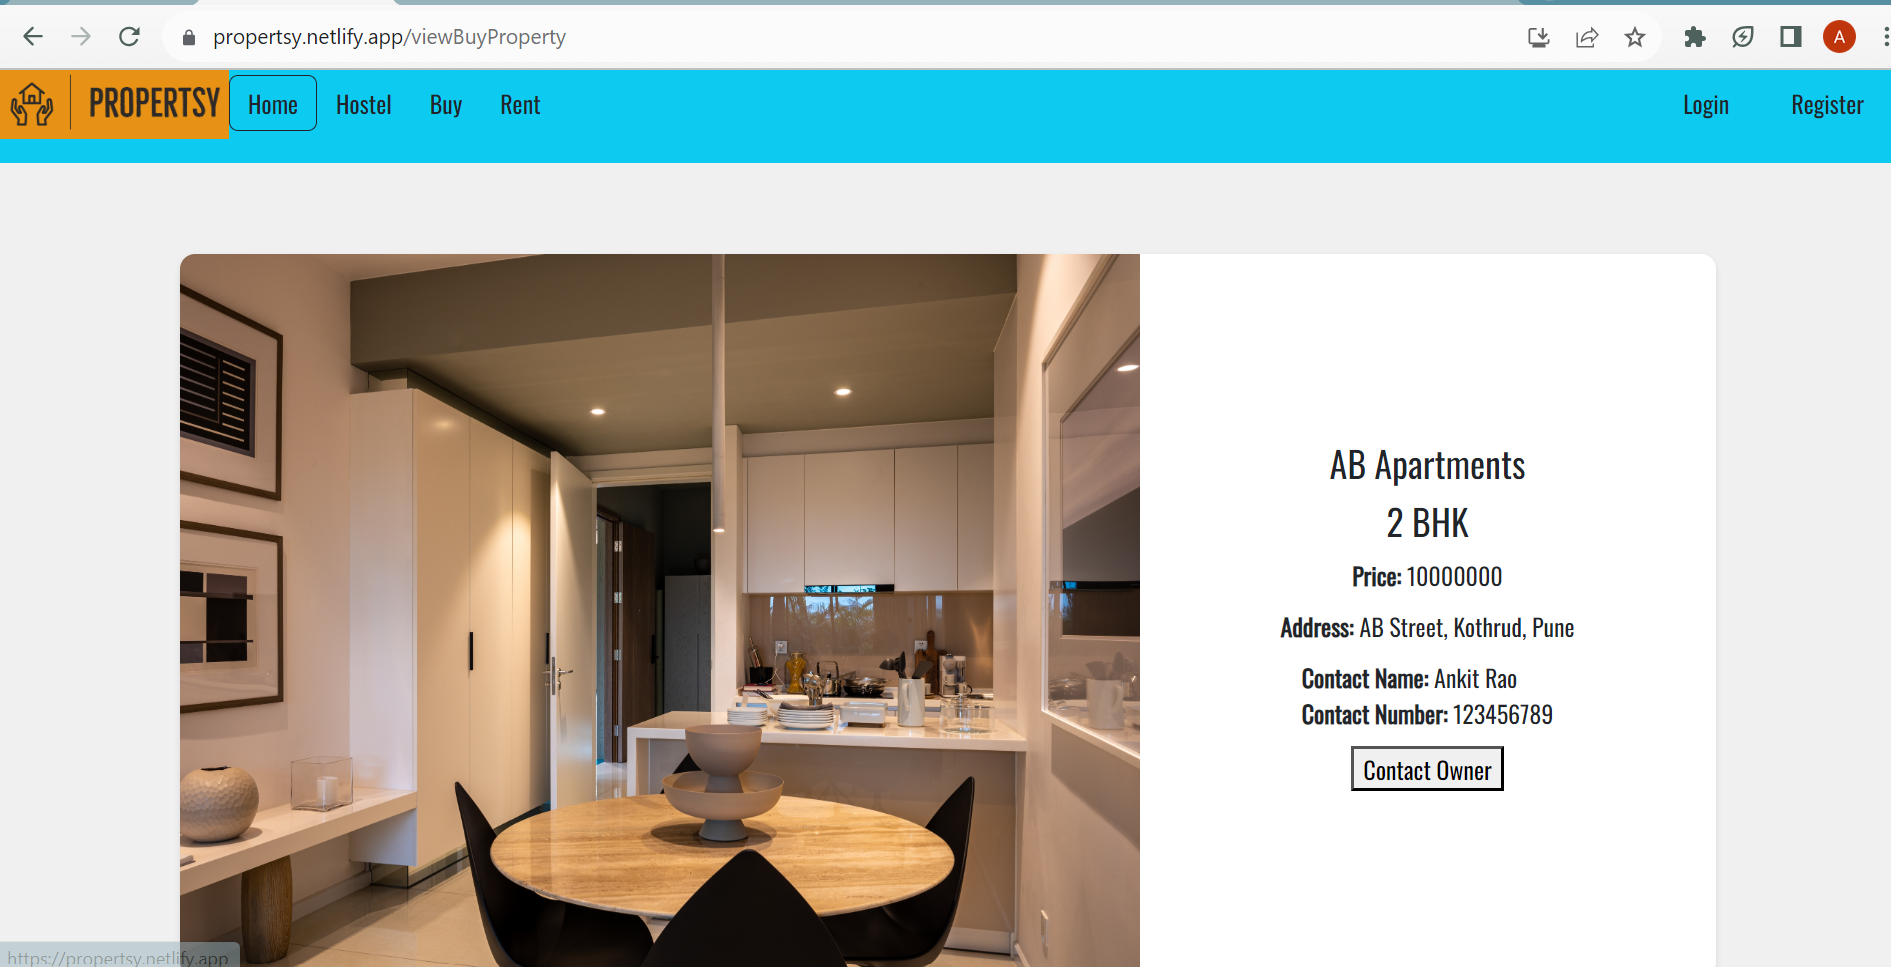 propertsy.netlify.app/viewBuyProperty
A
PROPERTSY
Home
Hostel
Buy
Rent
Login
Register
AB Apartments
2 BHK
Price: 10000000
Address: AB Street, Kothrud, Pune
Contact Name: Ankit Rao
Contact Number: 123456789
Contact Owner
https://propertsy.netlify.app